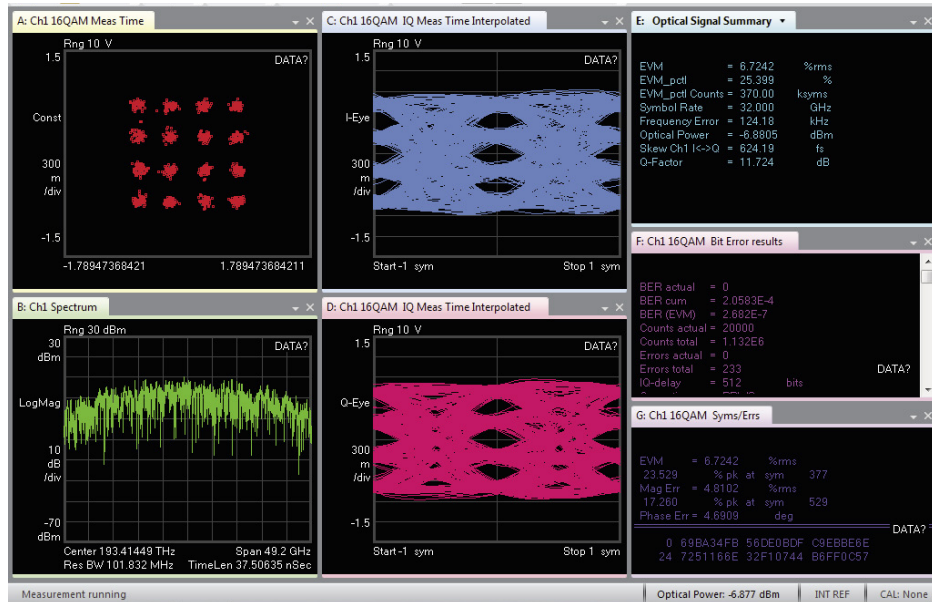 A: Ch1 16QAM Meas Time
Rng 10 V
1.5
DATA?
Const
300
m
/div
-1.5
-1.78947368421
1.789473684211
B: Ch1 Spectrum
Rng 30 dBm
30
dBm
DATA?
LogMag
10
dB
/div
-70
dBm
Center 193.41449 THz
Span 49.2 GHz
Res BW 101.832 MHz
TimeLen 37.50635 nSec
C: Ch1 16QAM IQ Meas Time Interpolated
Rng 10 V
1.5
DATA?
I-Eye
300
m
/div
-1.5
Start -1 sym
Stop 1 sym
D: Ch1 16QAM IQ Meas Time Interpolated
Rng 10 V
1.5
DATA?
Q-Eye
300
m
/div
-1.5
Start -1 sym
Stop 1 sym
E: Optical Signal Summary
EVM = 6.7242 %rms
EVM_pctl = 25.399 %
EVM_pctl Counts = 370.00 ksyms
Symbol Rate = 32.000 GHz
Frequency Error = 124.18 kHz
Optical Power = -6.8805 dBm
Skew Ch1 I<->Q = 624.19 fs
Q-Factor = 11.724 dB
F: Ch1 16QAM Bit Error results
BER actual = 0
BER cum = 2.0583E-4
BER (EVM) = 2.682E-7
Counts actual = 20000
Counts total = 1.132E6
Errors actual = 0
Errors total = 233
DATA?
IQ-delay = 512 bits
G: Ch1 16QAM Syms/Errs
EVM = 6.7242 %rms
23.529 % pk at sym 377
Mag Err = 4.8102 %rms
17.260 % pk at sym 529
Phase Err = 4.6909 deg
DATA?
0 69BA34FB 56DE0BDF C9EBBE6E
24 7251166E 32F10744 B6FF0C57
Measurement running
Optical Power: -6.877 dBm
INT REF
CAL: None